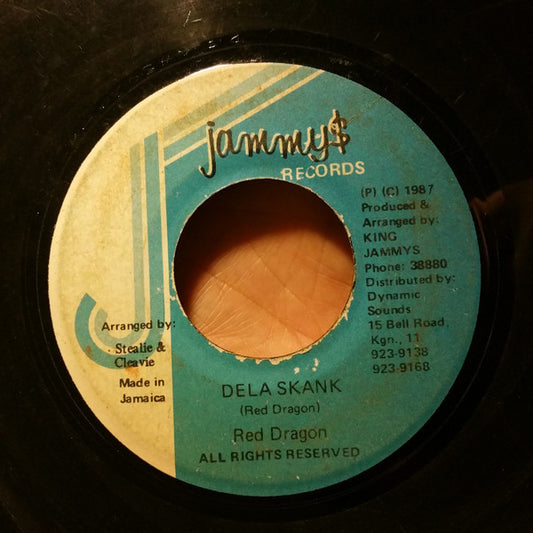 jammy$
RECORDS
(P) (C) 1987
Produced &
Arranged by:
KING
JAMMYS
Phone: 38880
Distributed by:
Dynamic
Sounds
15 Bell Road,
Kgn., 11
923-9138
923-9168
Arranged by:
Stealie &
Cleavie
Made in
Jamaica
DELA SKANK
(Red Dragon)
Red Dragon
ALL RIGHTS RESERVED